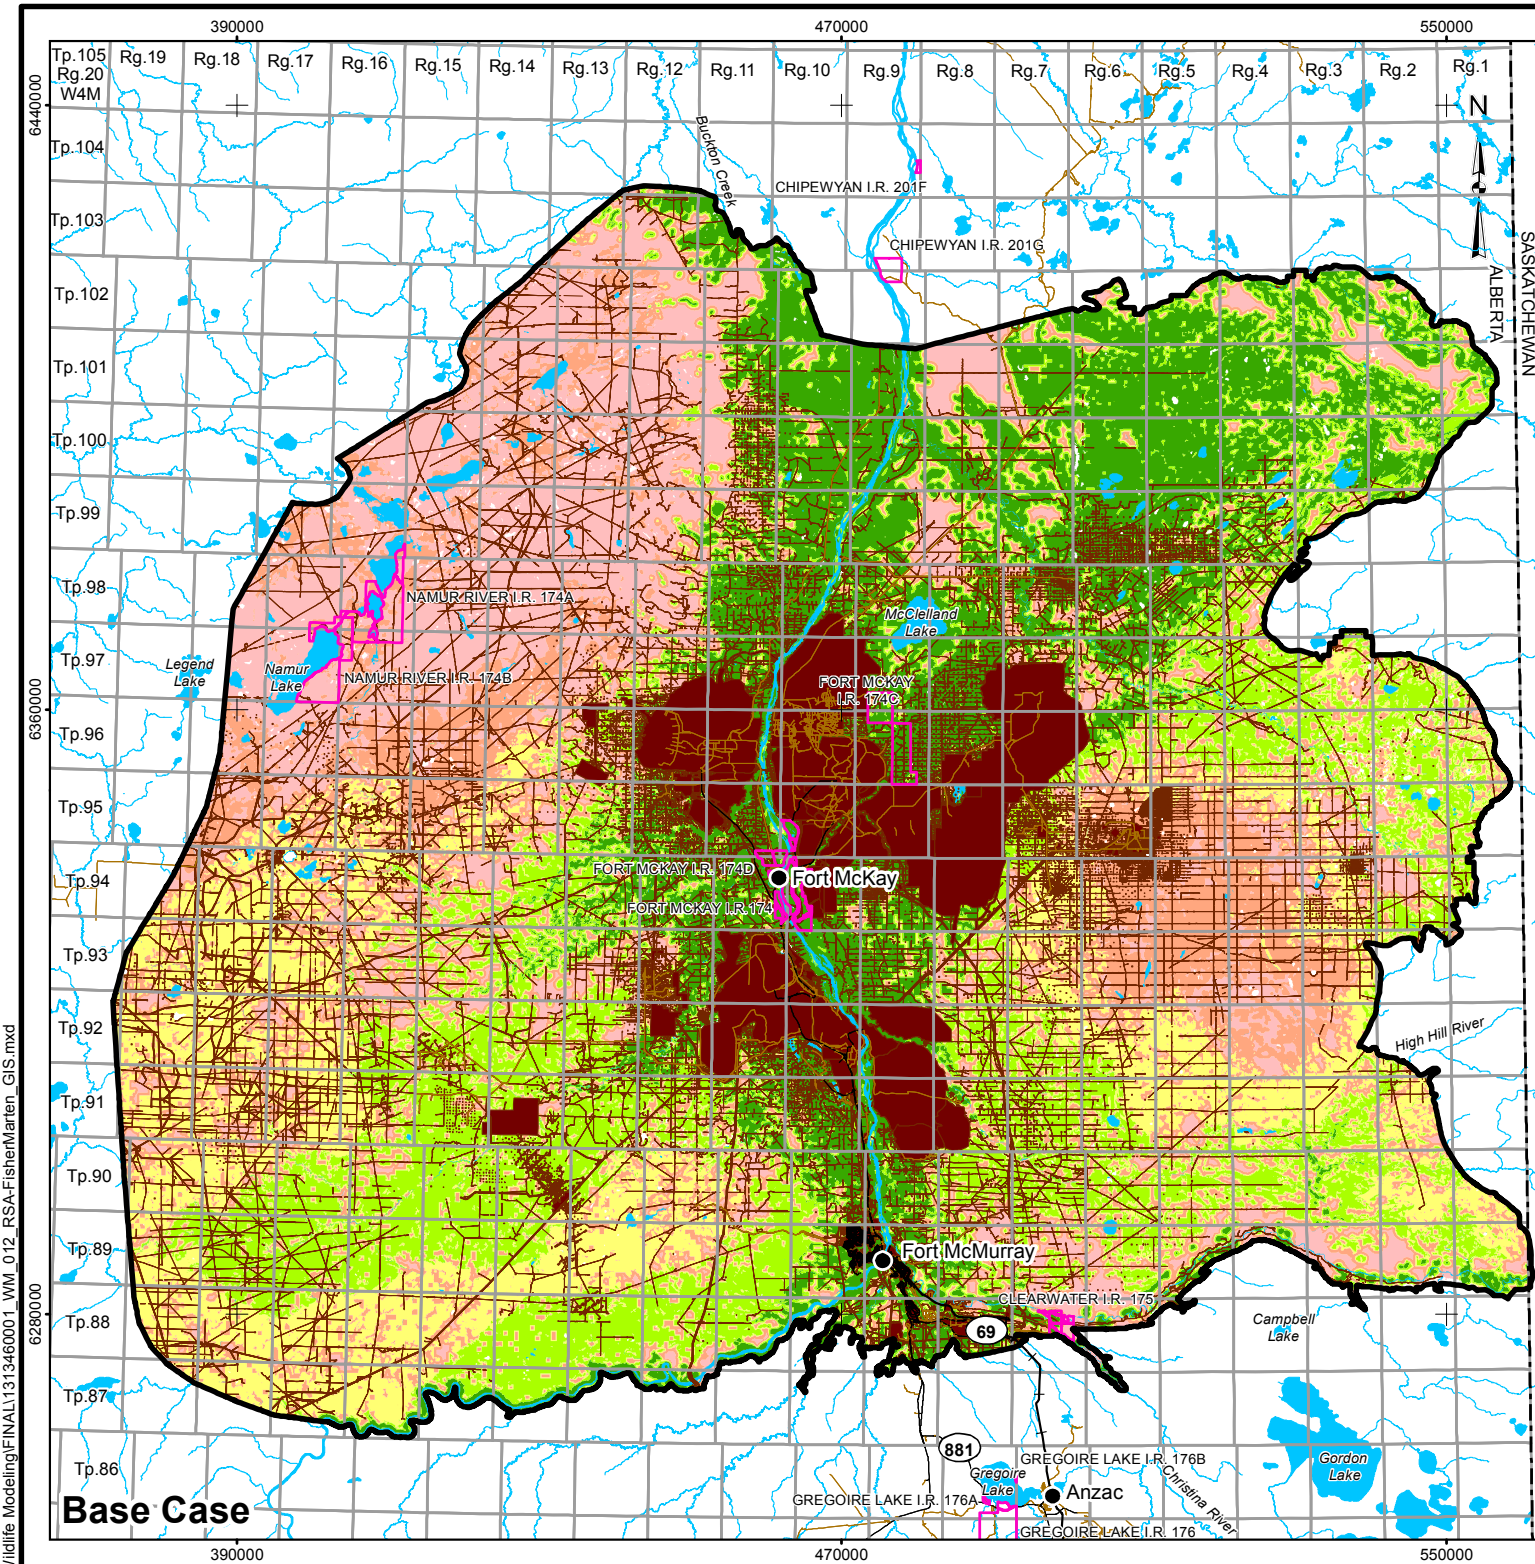 390000
470000
550000
Tp.105
Rg.20
W4M
Rg.19
Rg.18
Rg.17
Rg.16
Rg.15
Rg.14
Rg.13
Rg.12
Rg.11
Rg.10
Rg.9
Rg.8
Rg.7
Rg.6
Rg.5
Rg.4
Rg.3
Rg.2
Rg.1
6440000
N
Tp.104
Buckton Creek
CHIPEWYAN I.R. 201F
Tp.103
CHIPEWYAN I.R. 201G
SASKATCHEWAN
ALBERTA
Tp.102
Tp.101
Tp.100
Tp.99
Tp.98
NAMUR RIVER I.R. 174A
McClelland
Lake
Tp.97
Legend
Lake
Namur
Lake
NAMUR RIVER I.R. 174B
FORT MCKAY
I.R. 174C
6360000
Tp.96
Tp.95
FORT MCKAY I.R. 174D
Fort McKay
Tp.94
FORT MCKAY I.R.174
Tp.93
Tp.92
High Hill River
Tp.91
Tp.90
Tp.89
Fort McMurray
CLEARWATER I.R. 175
6280000
Tp.88
69
Campbell
Lake
Tp.87
881
GREGOIRE LAKE I.R. 176B
Gregoire
Lake
Gordon
Lake
Tp.86
Christina River
Anzac
GREGOIRE LAKE I.R. 176A
GREGOIRE LAKE I.R. 176
Base Case
390000
470000
550000
/ildlife Modeling\FINAL\1313460001_WM_012_RSA-FisherMarten_GIS.mxd